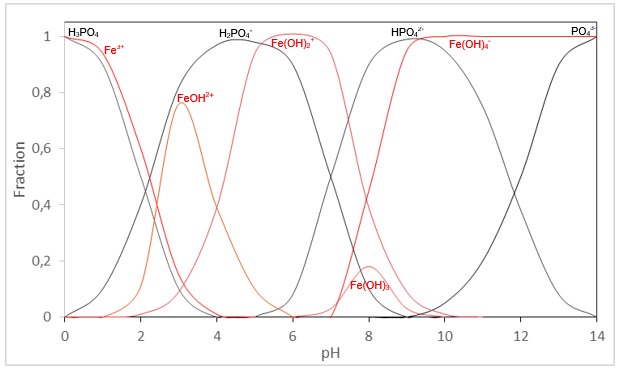 H₃PO₄ H₂PO₄⁻ HPO₄²⁻ PO₄³⁻
Fe³⁺ Fe(OH)₂⁺ Fe(OH)₄⁻
FeOH²⁺
Fe(OH)₃
1
0,8
0,6
0,4
0,2
0
Fraction
0 2 4 6 8 10 12 14
pH